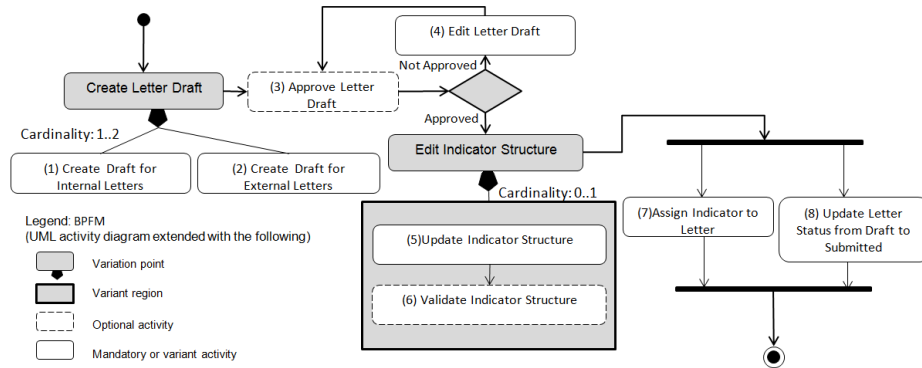 (4) Edit Letter Draft
Not Approved
Create Letter Draft
(3) Approve Letter
Draft
Approved
Cardinality: 1..2
Edit Indicator Structure
(1) Create Draft for
Internal Letters
(2) Create Draft for
External Letters
Cardinality: 0..1
(7)Assign Indicator to
Letter
(8) Update Letter
Status from Draft to
Submitted
(5)Update Indicator Structure
(6) Validate Indicator Structure
Legend: BPFM
(UML activity diagram extended with the following)
Variation point
Variant region
Optional activity
Mandatory or variant activity